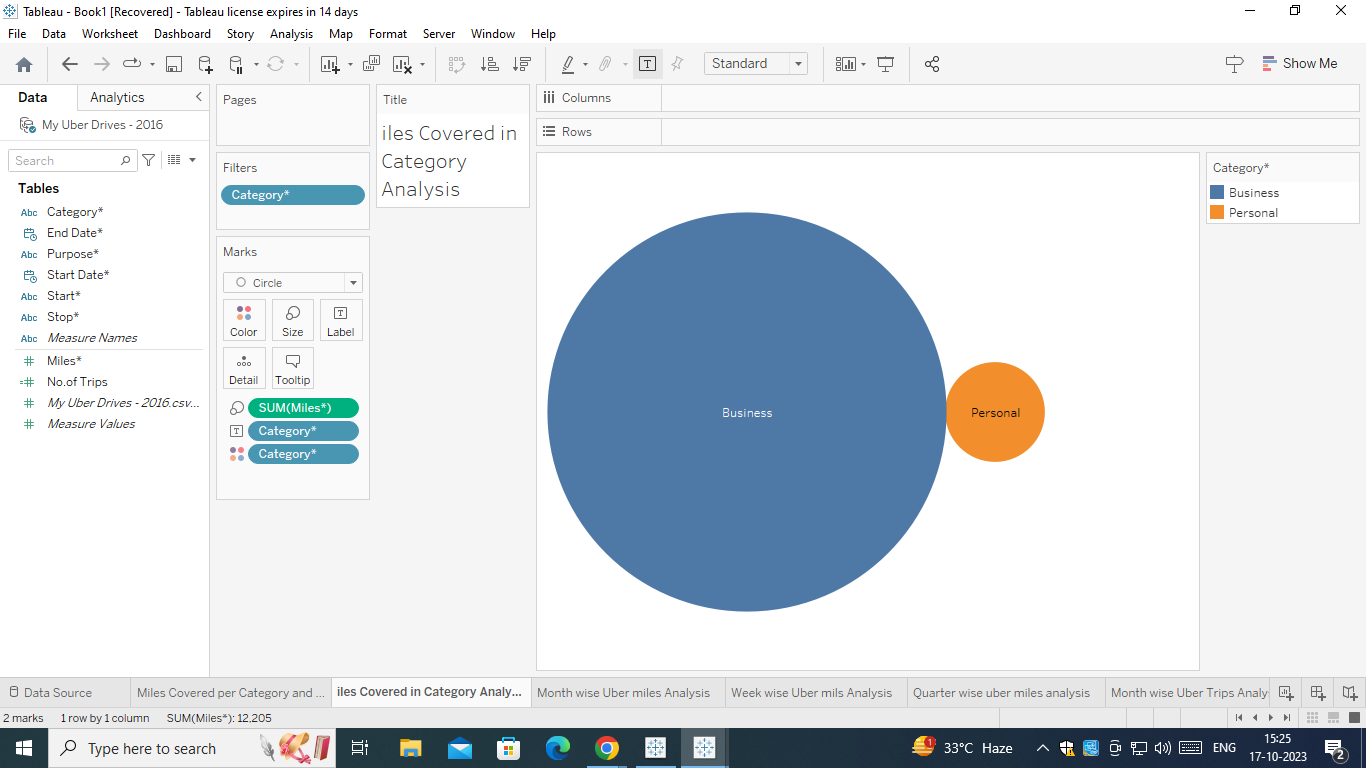 Tableau - Book1 [Recovered] - Tableau license expires in 14 days
File Data Worksheet Dashboard Story Analysis Map Format Server Window Help
Standard
Show Me
Data Analytics
My Uber Drives - 2016
Search
Tables
Abc Category*
End Date*
Abc Purpose*
Start Date*
Abc Start*
Abc Stop*
Abc Measure Names
Miles*
No.of Trips
My Uber Drives - 2016.csv...
Measure Values
Pages
Filters
Category*
Marks
Circle
Color Size Label
Detail Tooltip
SUM(Miles*)
Category*
Category*
Title
iles Covered in
Category
Analysis
Columns
Rows
Business
Personal
Category*
Business
Personal
Data Source Miles Covered per Category and ... iles Covered in Category Analy... Month wise Uber miles Analysis Week wise Uber mils Analysis Quarter wise uber miles analysis Month wise Uber Trips Analy
2 marks 1 row by 1 column SUM(Miles*): 12,205
Type here to search
1
33°C Haze
ENG
15:25
17-10-2023
2